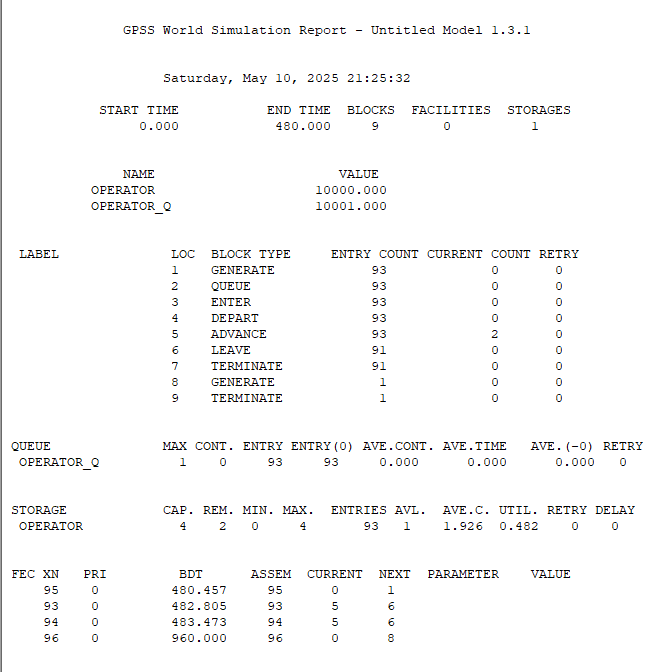 GPSS World Simulation Report - Untitled Model 1.3.1
Saturday, May 10, 2025 21:25:32
START TIME END TIME BLOCKS FACILITIES STORAGES
0.000 480.000 9 0 1
NAME VALUE
OPERATOR 10000.000
OPERATOR_Q 10001.000
LABEL LOC BLOCK TYPE ENTRY COUNT CURRENT COUNT RETRY
1 GENERATE 93 0 0
2 QUEUE 93 0 0
3 ENTER 93 0 0
4 DEPART 93 0 0
5 ADVANCE 93 2 0
6 LEAVE 91 0 0
7 TERMINATE 91 0 0
8 GENERATE 1 0 0
9 TERMINATE 1 0 0
QUEUE MAX CONT. ENTRY ENTRY(0) AVE.CONT. AVE.TIME AVE.(-0) RETRY
OPERATOR_Q 1 0 93 93 0.000 0.000 0.000 0
STORAGE CAP. REM. MIN. MAX. ENTRIES AVL. AVE.C. UTIL. RETRY DELAY
OPERATOR 4 2 0 4 93 1 1.926 0.482 0 0
FEC XN PRI BDT ASSEM CURRENT NEXT PARAMETER VALUE
95 0 480.457 95 0 1
93 0 482.805 93 5 6
94 0 483.473 94 5 6
96 0 960.000 96 0 8